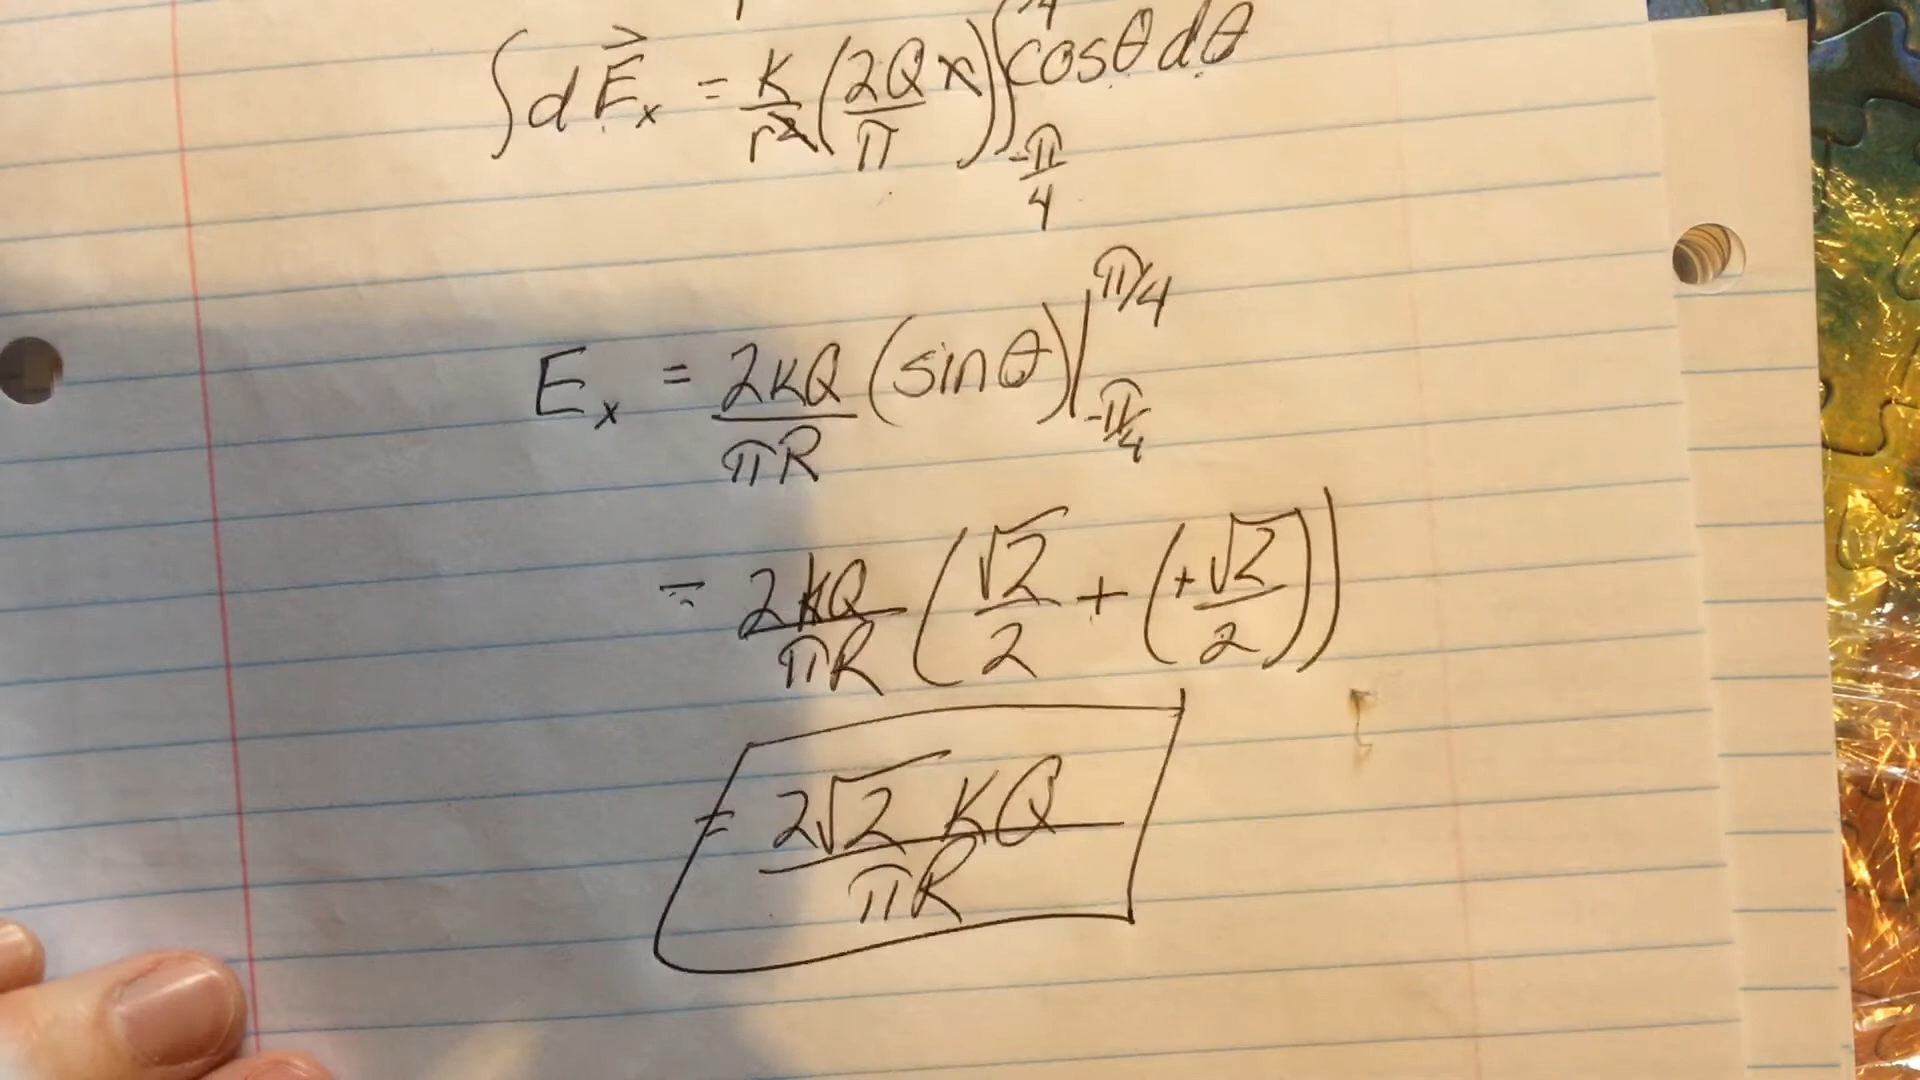 ∫dE⃗ₓ = K/r² (2Q r/π) ∫_{-π/4}^{π/4} cosθ dθ
Eₓ = 2KQ/πR (sinθ)|_{-π/4}^{π/4}
= 2KQ/πR (√2/2 + (+√2/2))
= 2√2 KQ/πR